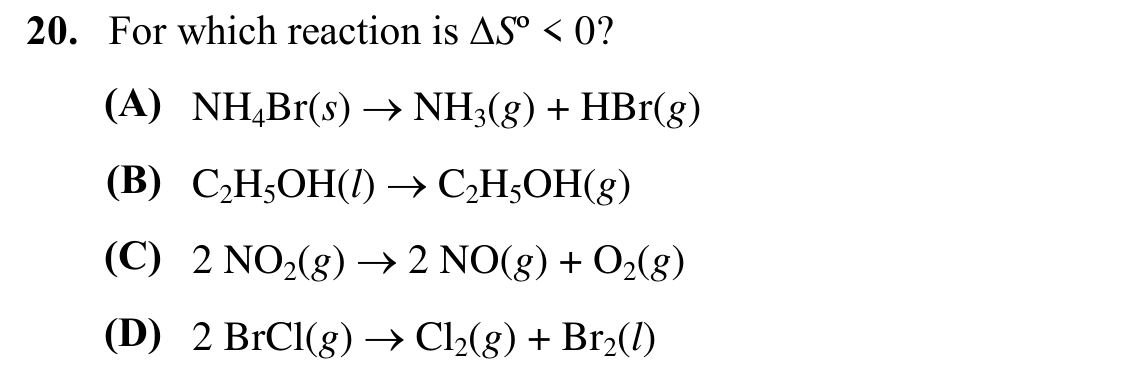 20. For which reaction is ΔSº < 0?
(A) NH₄Br(s) → NH₃(g) + HBr(g)
(B) C₂H₅OH(l) → C₂H₅OH(g)
(C) 2 NO₂(g) → 2 NO(g) + O₂(g)
(D) 2 BrCl(g) → Cl₂(g) + Br₂(l)